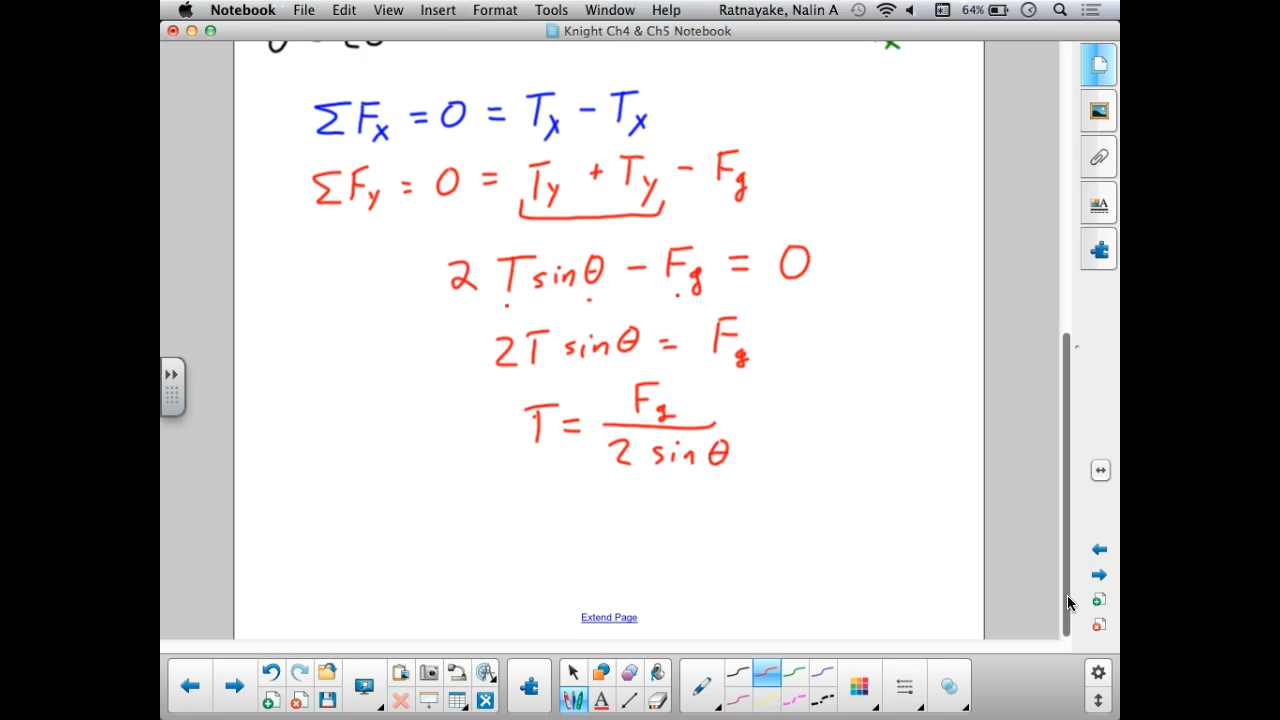 Notebook File Edit View Insert Format Tools Window Help Ratnayake, Nalin A 64%
Knight Ch4 & Ch5 Notebook
ΣFx = 0 = Tx - Tx
ΣFy = 0 = Ty + Ty - Fg
2 T sinθ - Fg = 0
2T sinθ = Fg
T = Fg / 2 sinθ
Extend Page